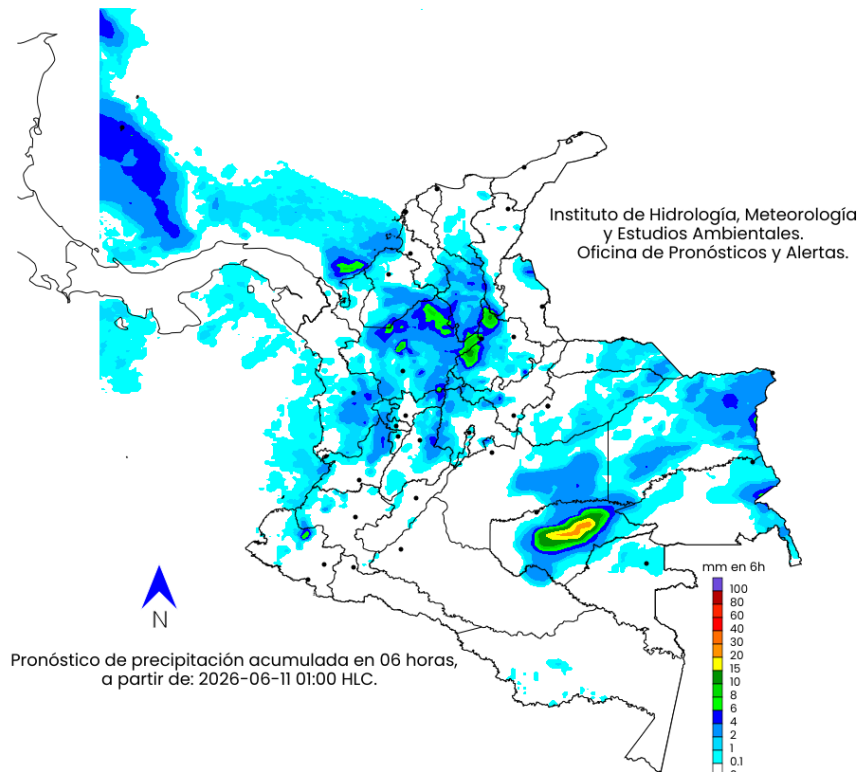 Instituto de Hidrología, Meteorología
y Estudios Ambientales.
Oficina de Pronósticos y Alertas.
N
Pronóstico de precipitación acumulada en 06 horas,
a partir de: 2026-06-11 01:00 HLC.
mm en 6h
100
80
60
40
30
20
15
10
8
6
4
2
1
0.1